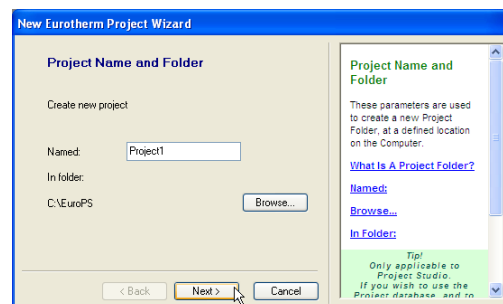 New Eurotherm Project Wizard
Project Name and Folder
Create new project
Named: Project1
In folder:
C:\EuroPS Browse...
< Back Next > Cancel
Project Name and
Folder
These parameters are used
to create a new Project
Folder, at a defined location
on the Computer.
What Is A Project Folder?
Named:
Browse...
In Folder:
Tip!
Only applicable to
Project Studio.
If you wish to use the
Project database, and to